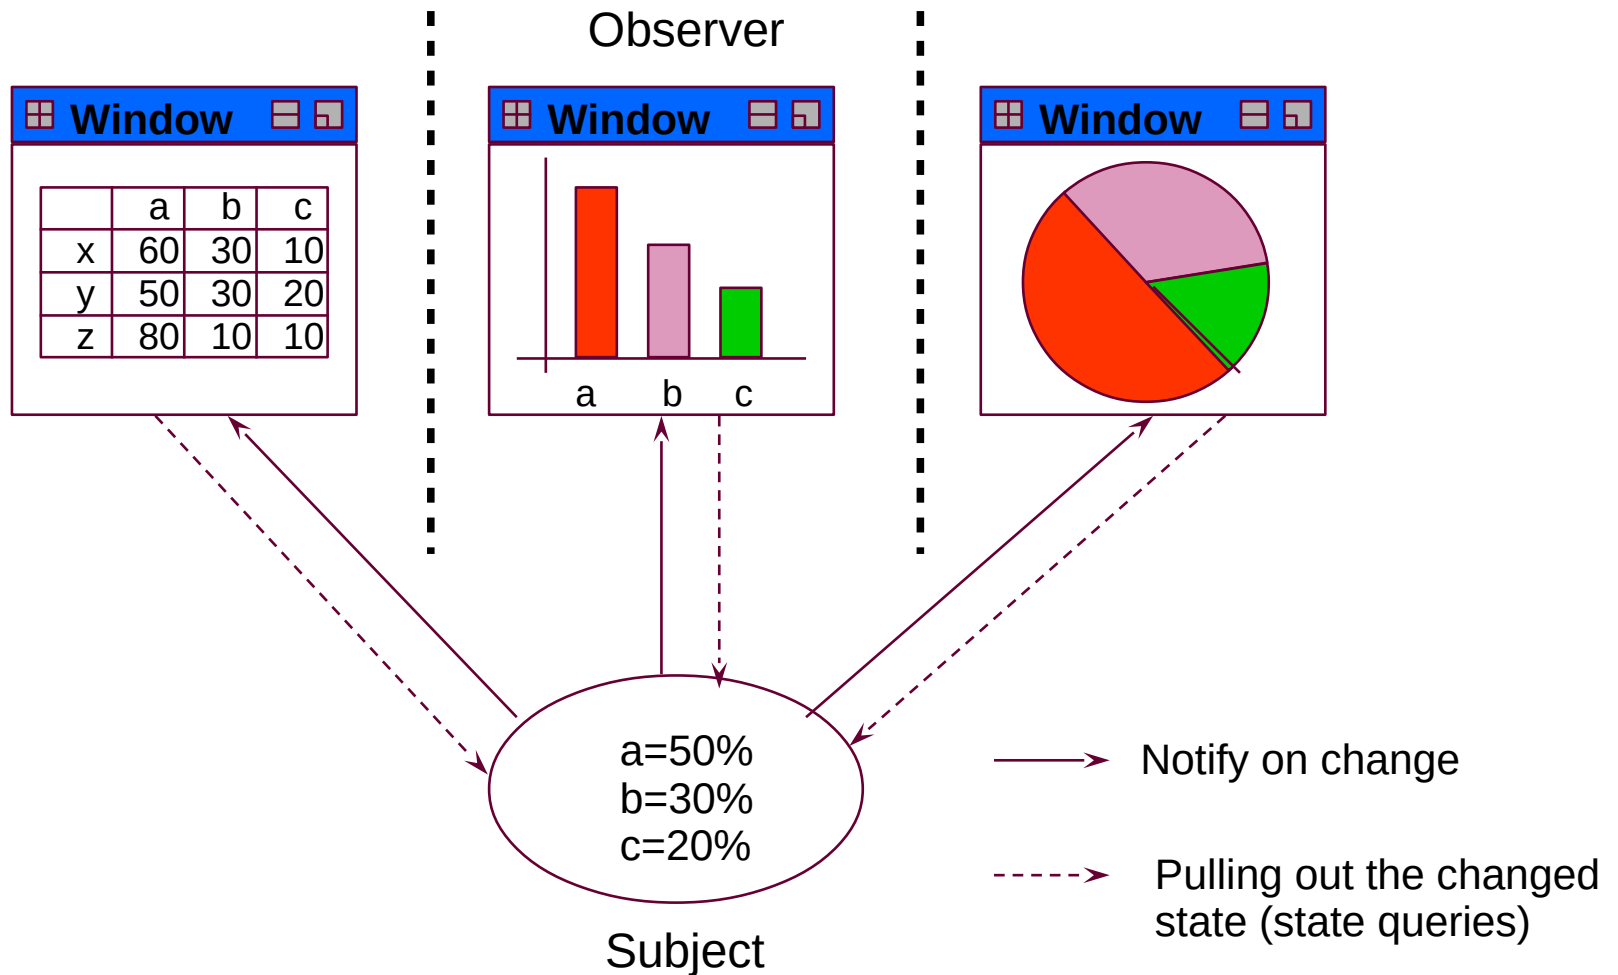 Observer
Window
Window
Window
a b c
x 60 30 10
y 50 30 20
z 80 10 10
a b c
a=50%
b=30%
c=20%
Subject
Notify on change
Pulling out the changed
state (state queries)